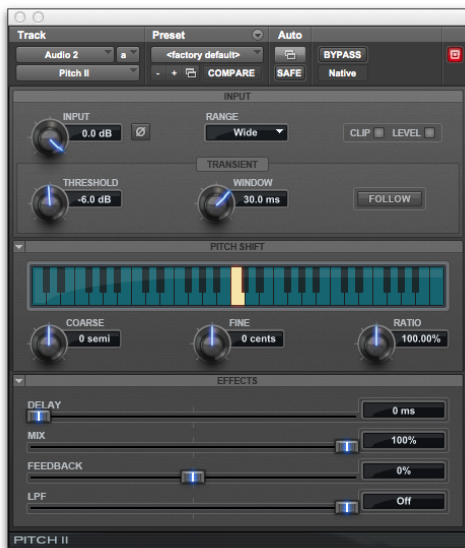 Track Preset Auto
Audio 2 a <factory default> BYPASS
Pitch II - + COMPARE SAFE Native
INPUT
INPUT RANGE
0.0 dB Ø Wide CLIP LEVEL
TRANSIENT
THRESHOLD WINDOW
-6.0 dB 30.0 ms FOLLOW
PITCH SHIFT
COARSE FINE RATIO
0 semi 0 cents 100.00%
EFFECTS
DELAY
0 ms
MIX
100%
FEEDBACK
0%
LPF
Off
PITCH II